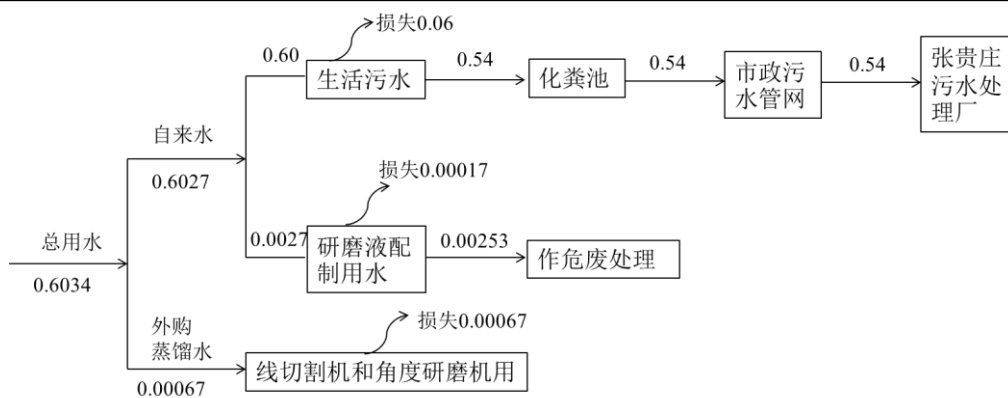 损失0.06
0.60
生活污水
0.54
化粪池
0.54
市政污
水管网
0.54
张贵庄
污水处
理厂
自来水
0.6027
损失0.00017
0.0027
研磨液配
制用水
0.00253
作危废处理
总用水
0.6034
外购
蒸馏水
0.00067
损失0.00067
线切割机和角度研磨机用